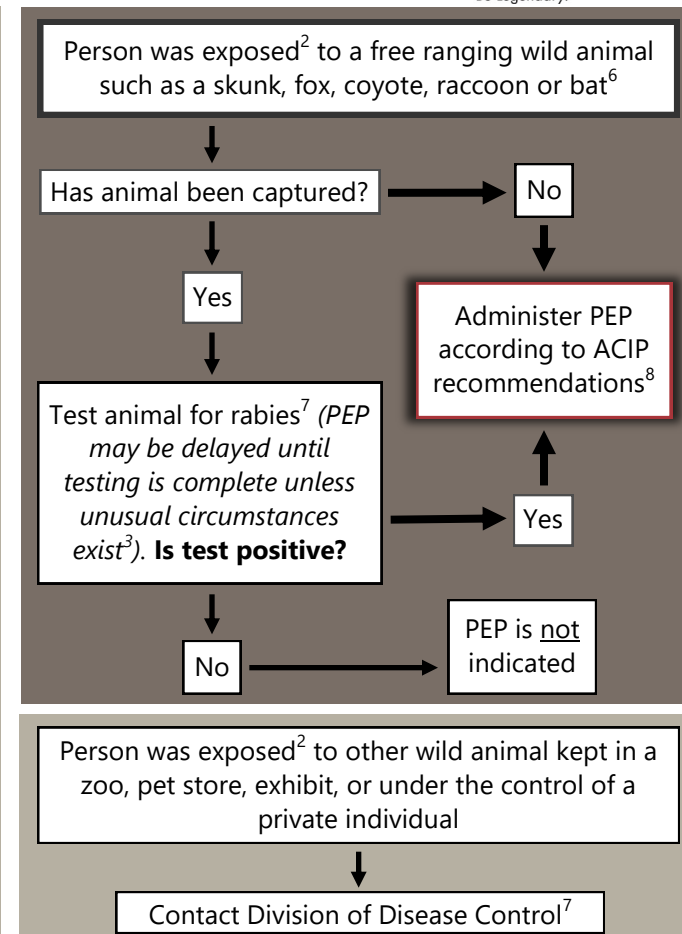 Be Legendary.
Person was exposed² to a free ranging wild animal
such as a skunk, fox, coyote, raccoon or bat⁶
Has animal been captured?
No
Yes
Administer PEP
according to ACIP
recommendations⁸
Test animal for rabies⁷ (PEP
may be delayed until
testing is complete unless
unusual circumstances
exist³). Is test positive?
Yes
No
PEP is not
indicated
Person was exposed² to other wild animal kept in a
zoo, pet store, exhibit, or under the control of a
private individual
Contact Division of Disease Control⁷